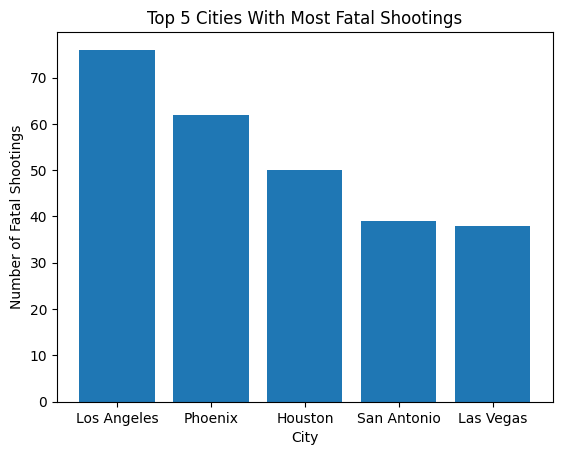 Top 5 Cities With Most Fatal Shootings
Number of Fatal Shootings
70
60
50
40
30
20
10
0
Los Angeles Phoenix Houston San Antonio Las Vegas
City